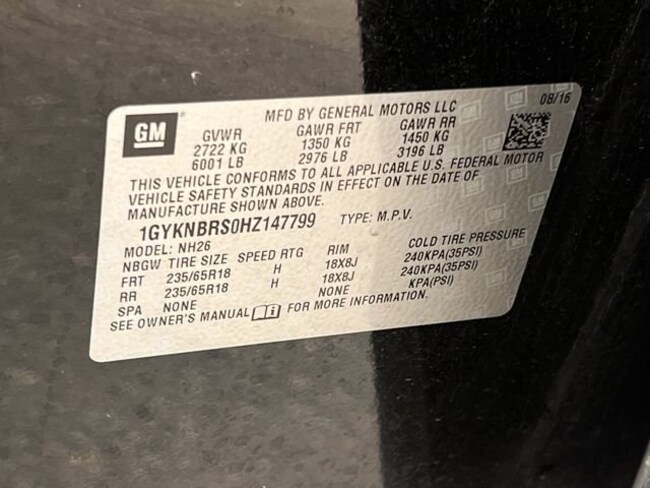 GM
MFD BY GENERAL MOTORS LLC 08/16
GVWR GAWR FRT GAWR RR
2722 KG 1350 KG 1450 KG
6001 LB 2976 LB 3196 LB
THIS VEHICLE CONFORMS TO ALL APPLICABLE U.S. FEDERAL MOTOR
VEHICLE SAFETY STANDARDS IN EFFECT ON THE DATE OF
MANUFACTURE SHOWN ABOVE.
1GYKNBRS0HZ147799 TYPE: M.P.V.
MODEL: NH26
NBGW TIRE SIZE SPEED RTG RIM COLD TIRE PRESSURE
FRT 235/65R18 H 18X8J 240KPA(35PSI)
RR 235/65R18 H 18X8J 240KPA(35PSI)
SPA NONE NONE KPA(PSI)
SEE OWNER'S MANUAL FOR MORE INFORMATION.